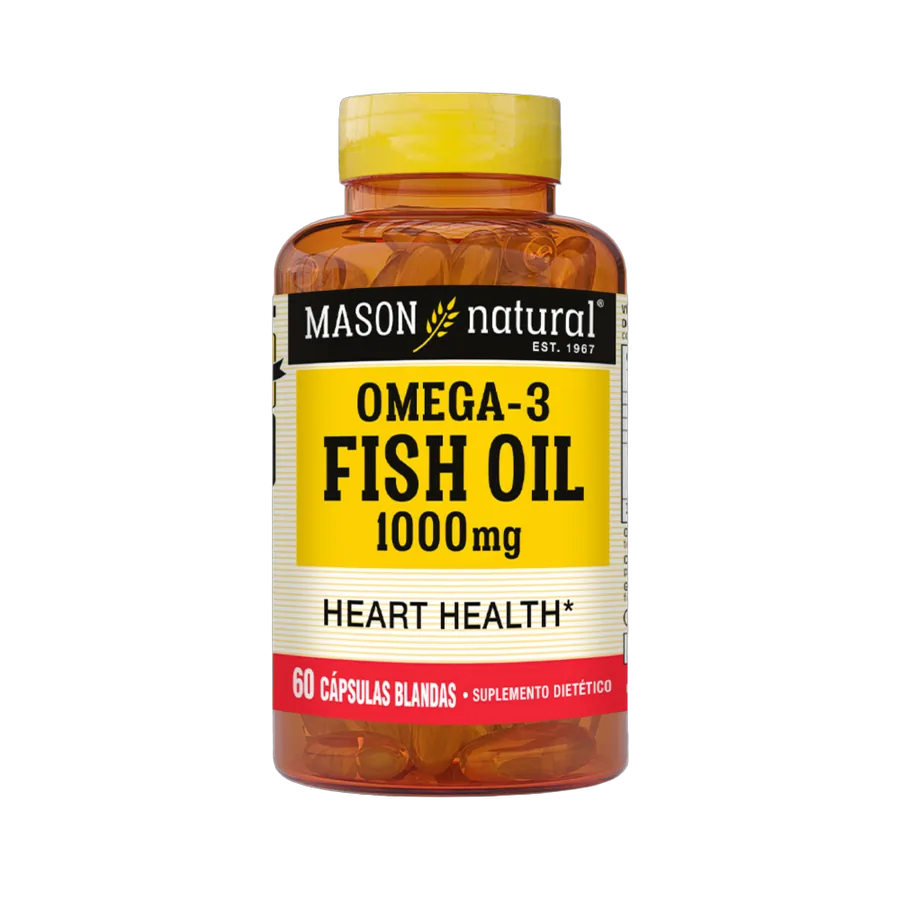 MASON natural®
EST. 1967
OMEGA-3
FISH OIL
1000mg
HEART HEALTH*
60 CÁPSULAS BLANDAS • SUPLEMENTO DIETÉTICO